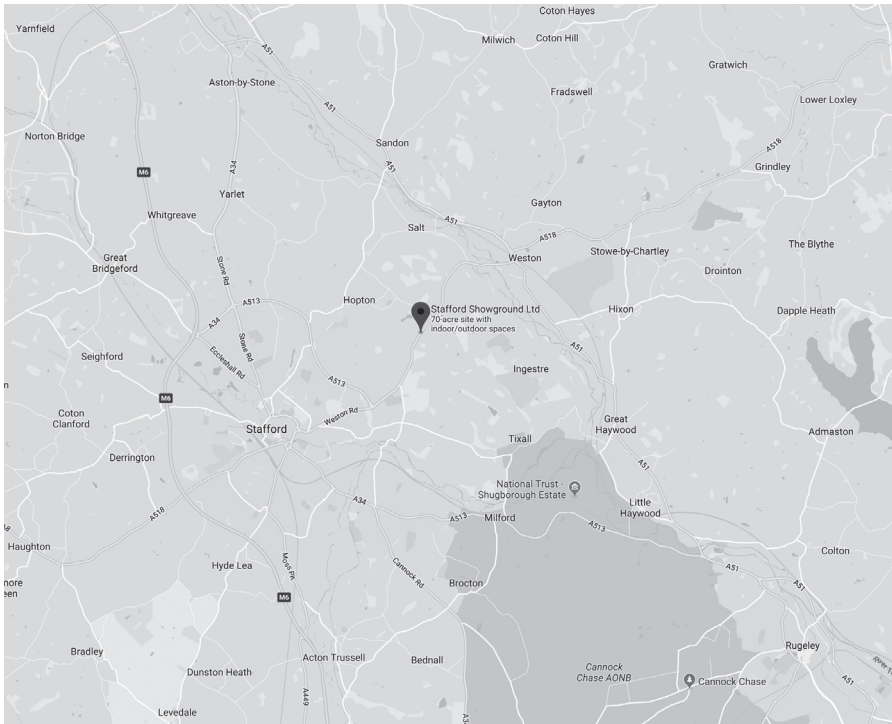 Coton Hayes
Yarnfield
Milwich
Coton Hill
A51
Gratwich
Aston-by-Stone
Fradswell
Lower Loxley
A51
Norton Bridge
Sandon
A518
M6
A34
A51
Grindley
Yarlet
Gayton
Whitgreave
A51
Salt
A518
The Blythe
Stowe-by-Chartley
Great
Bridgeford
Weston
Stone Rd
Drointon
Hopton
A513
Stafford Showground Ltd
70-acre site with
indoor/outdoor spaces
Hixon
Dapple Heath
A34
Stone Rd
A51
Seighford
Eccleshall Rd
Ingestre
A513
M6
Coton
Clanford
Weston Rd
Great
Haywood
Stafford
Tixall
Admaston
Derrington
A51
National Trust -
Shugborough Estate
A34
Little
Haywood
A518
A513
Milford
A513
Haughton
Colton
Hyde Lea
Moss Pit
A51
Cannock Rd
Brocton
A51
M6
Rugeley
Bradley
Acton Trussell
Bednall
Dunston Heath
Cannock
Chase AONB
Cannock Chase
A51
A449
Levedale